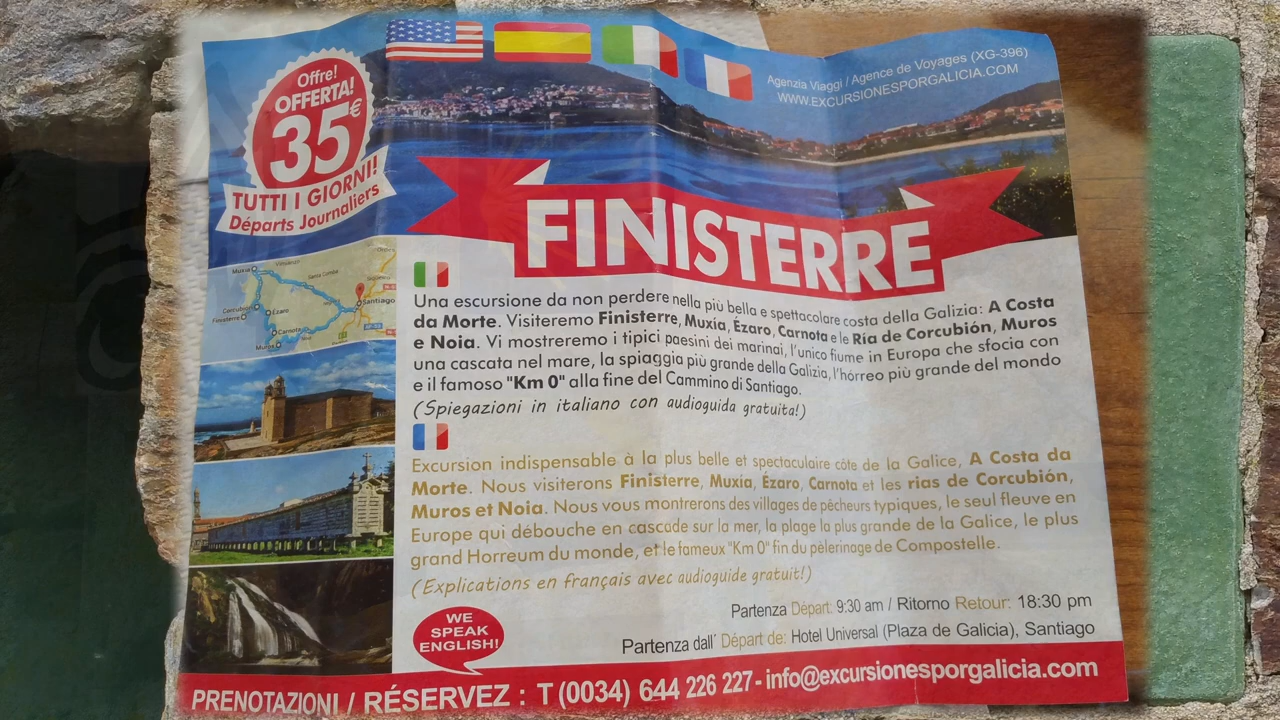 Agenzia Viaggi / Agence de Voyages (XG-396)
WWW.EXCURSIONESPORGALICIA.COM
Offre!
OFFERTA!
35€
TUTTI I GIORNI!
Départs Journaliers
FINISTERRE
Muxia
Vimianzo
Santa Comba
Santiago
Corcubion
Finisterre
Ézaro
Carnota
Muros
AP-53
Una escursione da non perdere nella più bella e spettacolare costa della Galizia: A Costa
da Morte. Visiteremo Finisterre, Muxía, Ézaro, Carnota e le Ría de Corcubión, Muros
e Noia. Vi mostreremo i tipici paesini dei marinai, l'unico fiume in Europa che sfocia con
una cascata nel mare, la spiaggia più grande della Galizia, l'hórreo più grande del mondo
e il famoso "Km 0" alla fine del Cammino di Santiago.
(Spiegazioni in italiano con audioguida gratuita!)
Excursion indispensable à la plus belle et spectaculaire côte de la Galice, A Costa da
Morte. Nous visiterons Finisterre, Muxía, Ézaro, Carnota et les rias de Corcubión,
Muros et Noia. Nous vous montrerons des villages de pêcheurs typiques, le seul fleuve en
Europe qui débouche en cascade sur la mer, la plage la plus grande de la Galice, le plus
grand Horreum du monde, et le fameux "Km 0" fin du pèlerinage de Compostelle.
(Explications en français avec audioguide gratuit!)
WE
SPEAK
ENGLISH!
Partenza Départ: 9:30 am / Ritorno Retour: 18:30 pm
Partenza dall´ Départ de: Hotel Universal (Plaza de Galicia), Santiago
PRENOTAZIONI / RÉSERVEZ : T (0034) 644 226 227 - info@excursionesporgalicia.com